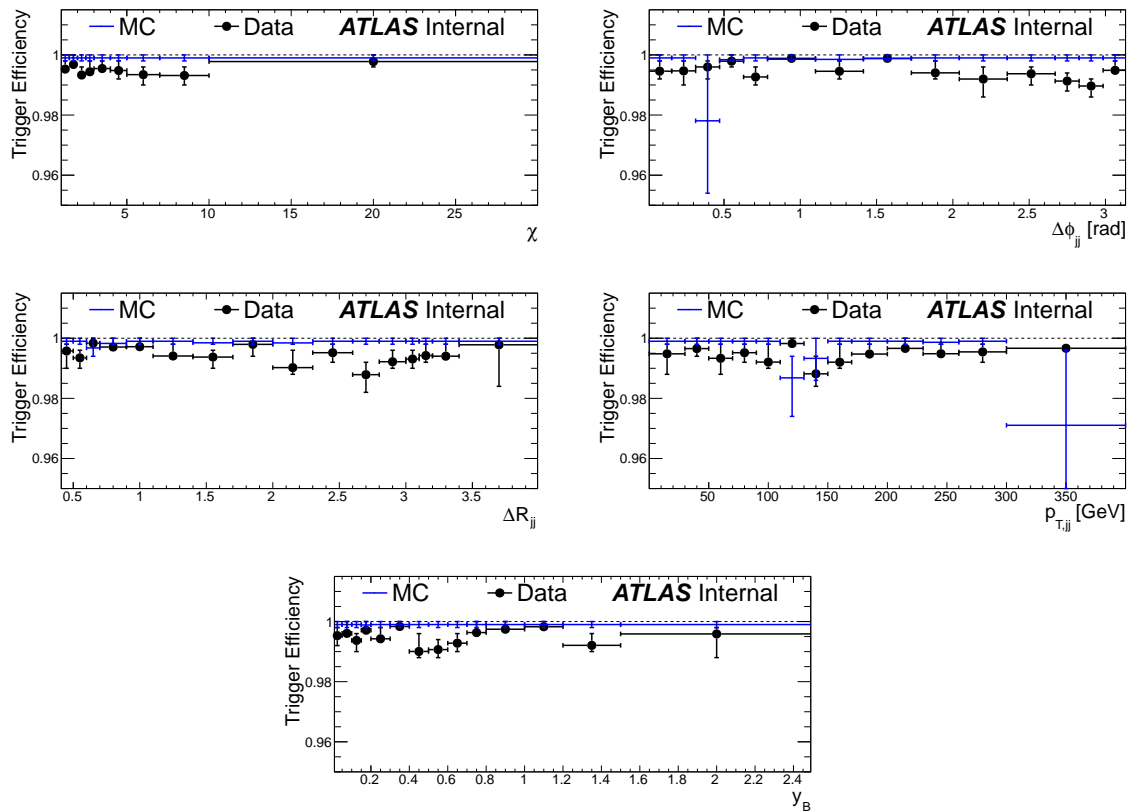 MC Data ATLAS Internal
Trigger Efficiency
1
0.98
0.96
5 10 15 20 25
χ
MC Data ATLAS Internal
Trigger Efficiency
1
0.98
0.96
0.5 1 1.5 2 2.5 3
Δϕjj [rad]
MC Data ATLAS Internal
Trigger Efficiency
1
0.98
0.96
0.5 1 1.5 2 2.5 3 3.5
ΔRjj
MC Data ATLAS Internal
Trigger Efficiency
1
0.98
0.96
50 100 150 200 250 300 350
pT,jj [GeV]
MC Data ATLAS Internal
Trigger Efficiency
1
0.98
0.96
0.2 0.4 0.6 0.8 1 1.2 1.4 1.6 1.8 2 2.2 2.4
yB